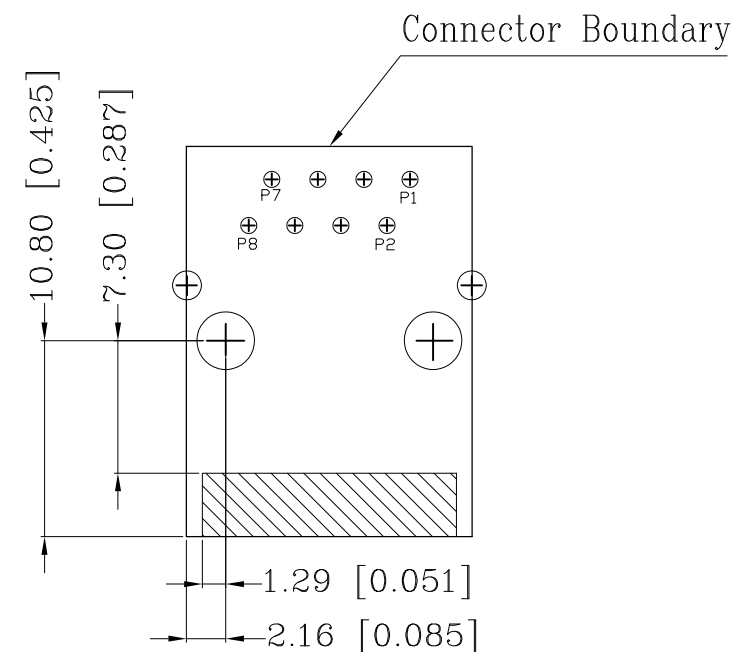 Connector Boundary
10.80 [0.425]
7.30 [0.287]
P7
P1
P8
P2
1.29 [0.051]
2.16 [0.085]